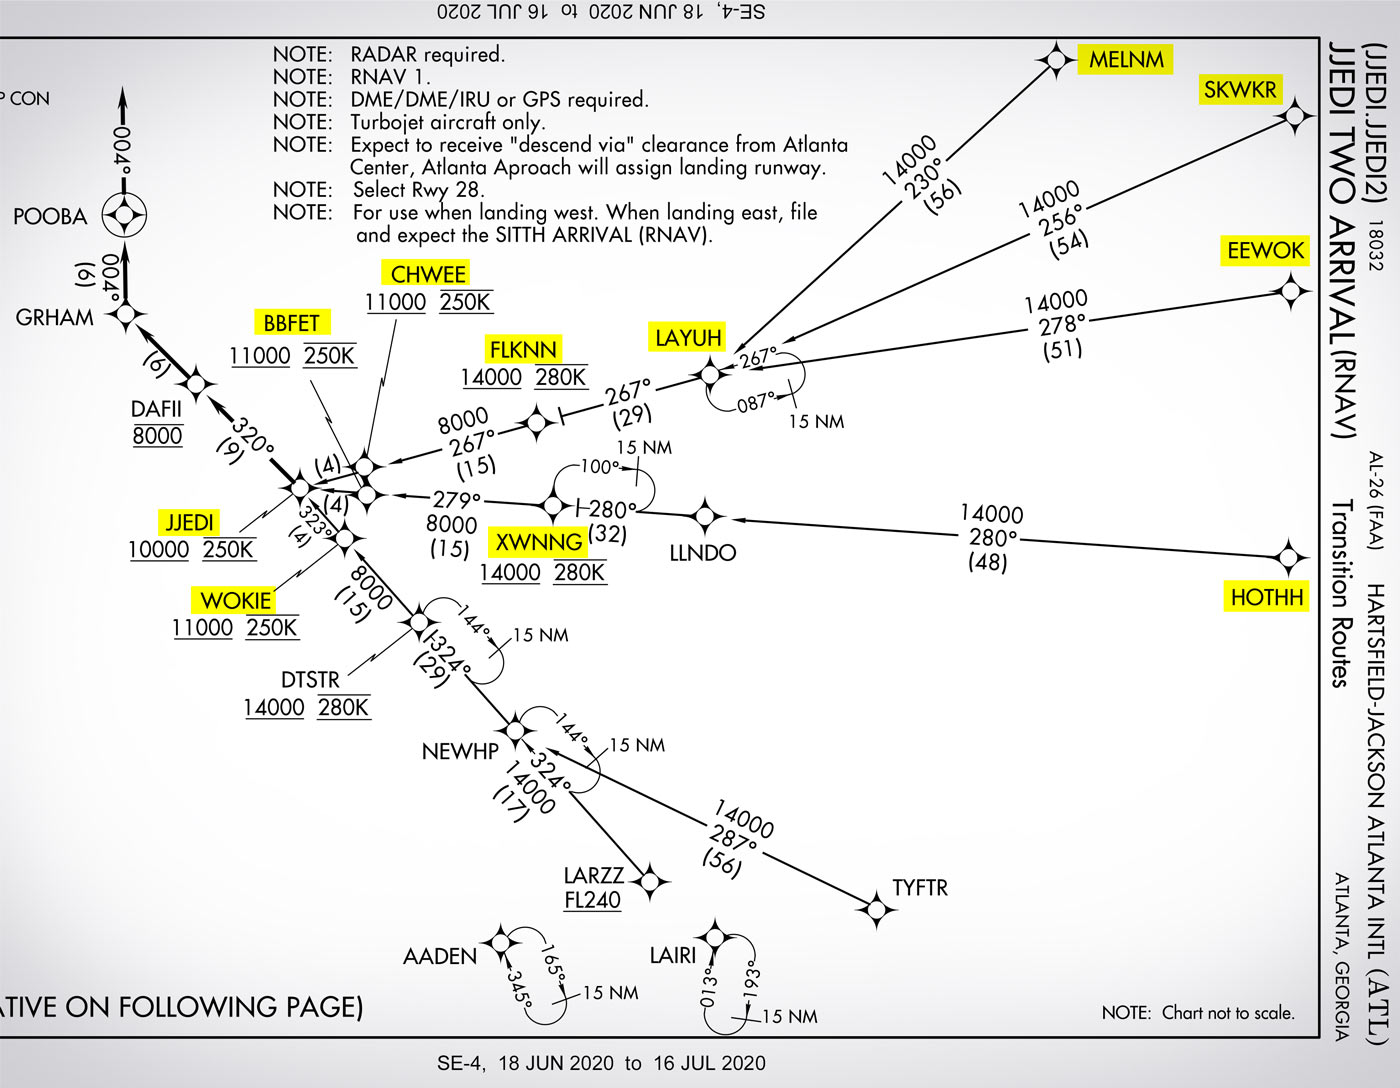 SE-4, 18 JUN 2020 to 16 JUL 2020
(JJEDI.JJEDI2) 18032
JJEDI TWO ARRIVAL (RNAV)
Transition Routes
AL-26 (FAA)
HARTSFIELD-JACKSON ATLANTA INTL (ATL)
ATLANTA, GEORGIA
P CON
NOTE: RADAR required.
NOTE: RNAV 1.
NOTE: DME/DME/IRU or GPS required.
NOTE: Turbojet aircraft only.
NOTE: Expect to receive "descend via" clearance from Atlanta
Center, Atlanta Aproach will assign landing runway.
NOTE: Select Rwy 28.
NOTE: For use when landing west. When landing east, file
and expect the SITTH ARRIVAL (RNAV).
MELNM
14000
230°
(56)
SKWKR
14000
256°
(54)
EEWOK
14000
278°
(51)
004°
POOBA
004°
(6)
GRHAM
(6)
DAFII
8000
320°
(9)
CHWEE
11000 250K
BBFET
11000 250K
FLKNN
14000 280K
LAYUH
267°
087°
15 NM
267°
(29)
8000
267°
(15)
(4)
(4)
JJEDI
10000 250K
323°
(4)
279°
8000
(15)
100°
15 NM
280°
(32)
XWNNG
14000 280K
LLNDO
14000
280°
(48)
HOTHH
WOKIE
11000 250K
8000
(15)
DTSTR
14000 280K
144°
15 NM
324°
(29)
NEWHP
144°
15 NM
324°
14000
(17)
14000
287°
(56)
LARZZ
FL240
TYFTR
AADEN
165°
345°
15 NM
LAIRI
013°
193°
15 NM
ATIVE ON FOLLOWING PAGE)
NOTE: Chart not to scale.
SE-4, 18 JUN 2020 to 16 JUL 2020